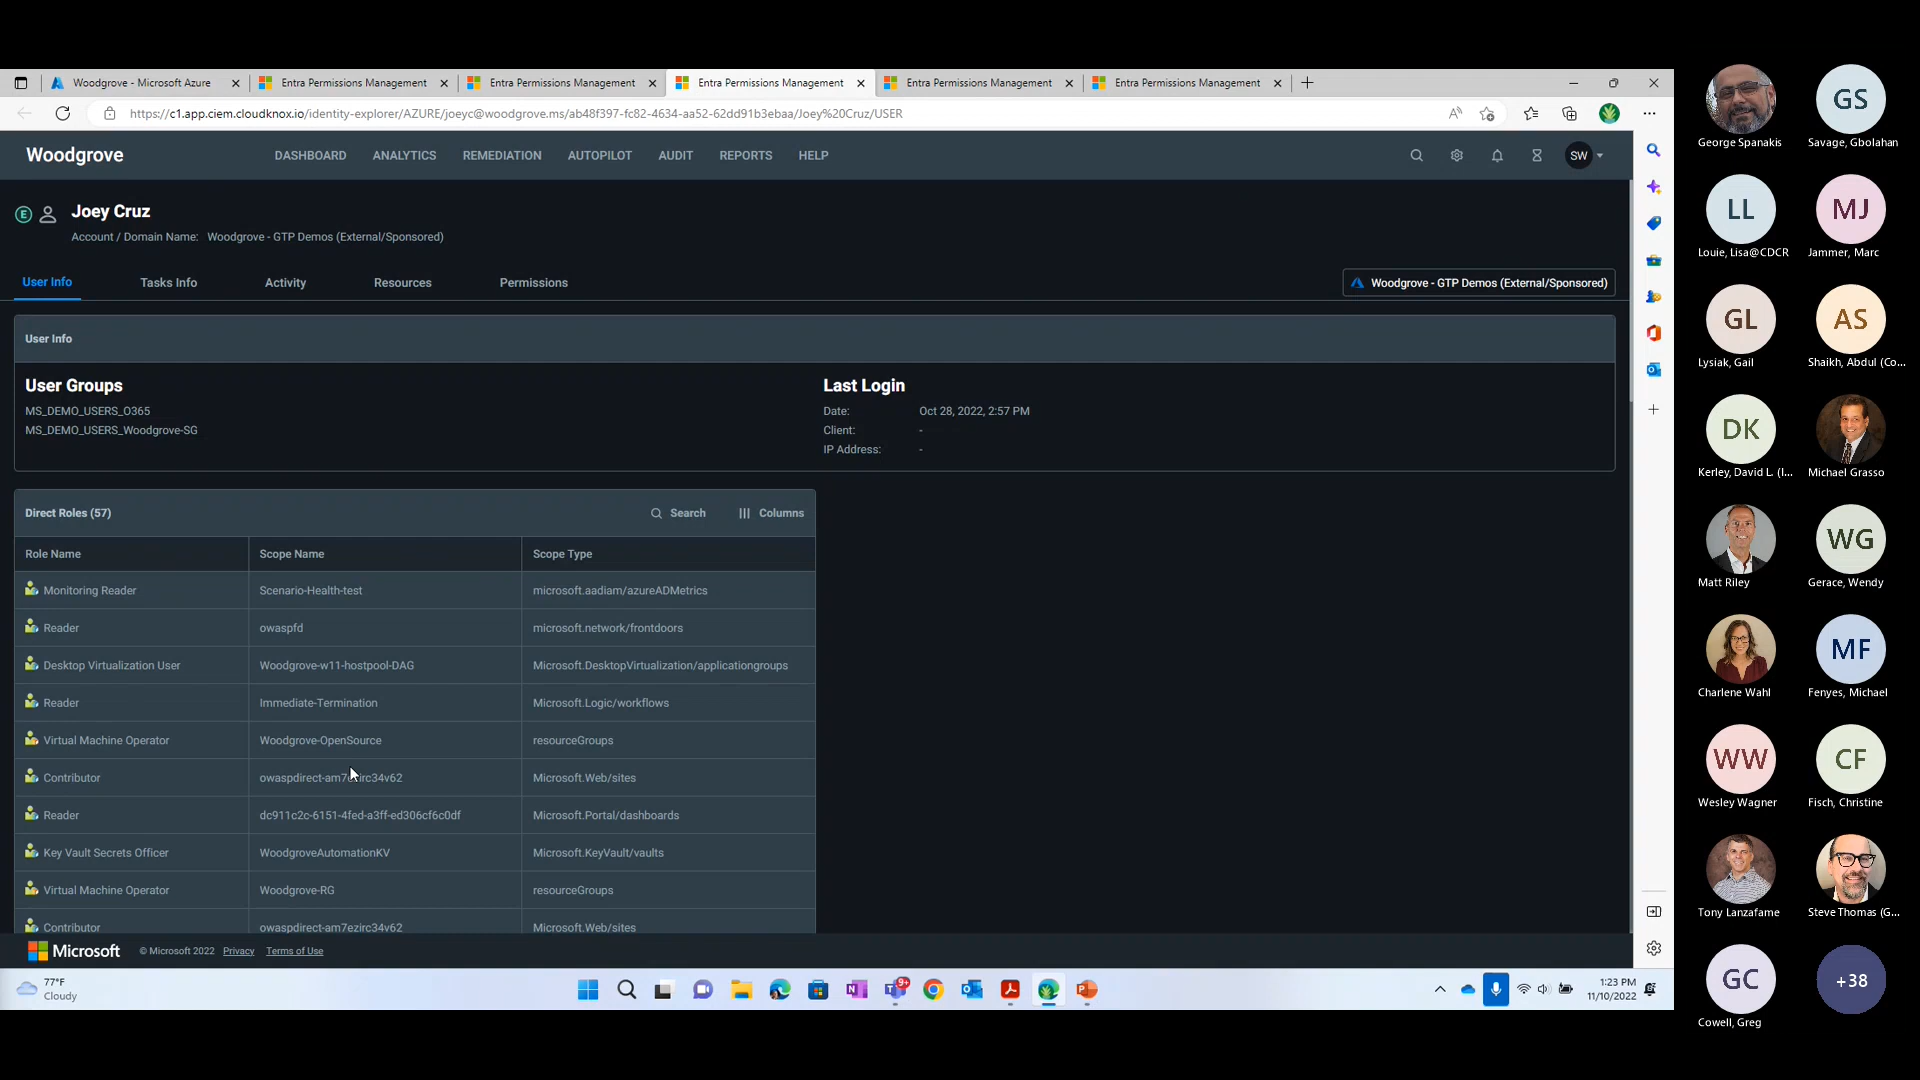 Woodgrove - Microsoft Azure
Entra Permissions Management
Entra Permissions Management
Entra Permissions Management
Entra Permissions Management
Entra Permissions Management
https://c1.app.ciem.cloudknox.io/identity-explorer/AZURE/joeyc@woodgrove.ms/ab48f397-fc82-4634-aa52-62dd91b3ebaa/Joey%20Cruz/USER
Woodgrove
DASHBOARD ANALYTICS REMEDIATION AUTOPILOT AUDIT REPORTS HELP
SW
E
Joey Cruz
Account / Domain Name: Woodgrove - GTP Demos (External/Sponsored)
User Info Tasks Info Activity Resources Permissions
Woodgrove - GTP Demos (External/Sponsored)
User Info
User Groups
MS_DEMO_USERS_O365
MS_DEMO_USERS_Woodgrove-SG
Last Login
Date: Oct 28, 2022, 2:57 PM
Client: -
IP Address: -
Direct Roles (57) Search Columns
Role Name Scope Name Scope Type
Monitoring Reader Scenario-Health-test microsoft.aadiam/azureADMetrics
Reader owaspfd microsoft.network/frontdoors
Desktop Virtualization User Woodgrove-w11-hostpool-DAG Microsoft.DesktopVirtualization/applicationgroups
Reader Immediate-Termination Microsoft.Logic/workflows
Virtual Machine Operator Woodgrove-OpenSource resourceGroups
Contributor owaspdirect-am7ezirc34v62 Microsoft.Web/sites
Reader dc911c2c-6151-4fed-a3ff-ed306cf6c0df Microsoft.Portal/dashboards
Key Vault Secrets Officer WoodgroveAutomationKV Microsoft.KeyVault/vaults
Virtual Machine Operator Woodgrove-RG resourceGroups
Contributor owaspdirect-am7ezirc34v62 Microsoft.Web/sites
Microsoft © Microsoft 2022 Privacy Terms of Use
77°F
Cloudy
9+
1:23 PM
11/10/2022
George Spanakis
GS
Savage, Gbolahan
LL
Louie, Lisa@CDCR
MJ
Jammer, Marc
GL
Lysiak, Gail
AS
Shaikh, Abdul (Co...
DK
Kerley, David L. (I...
Michael Grasso
Matt Riley
WG
Gerace, Wendy
Charlene Wahl
MF
Fenyes, Michael
WW
Wesley Wagner
CF
Fisch, Christine
Tony Lanzafame
Steve Thomas (G...
GC
Cowell, Greg
+38